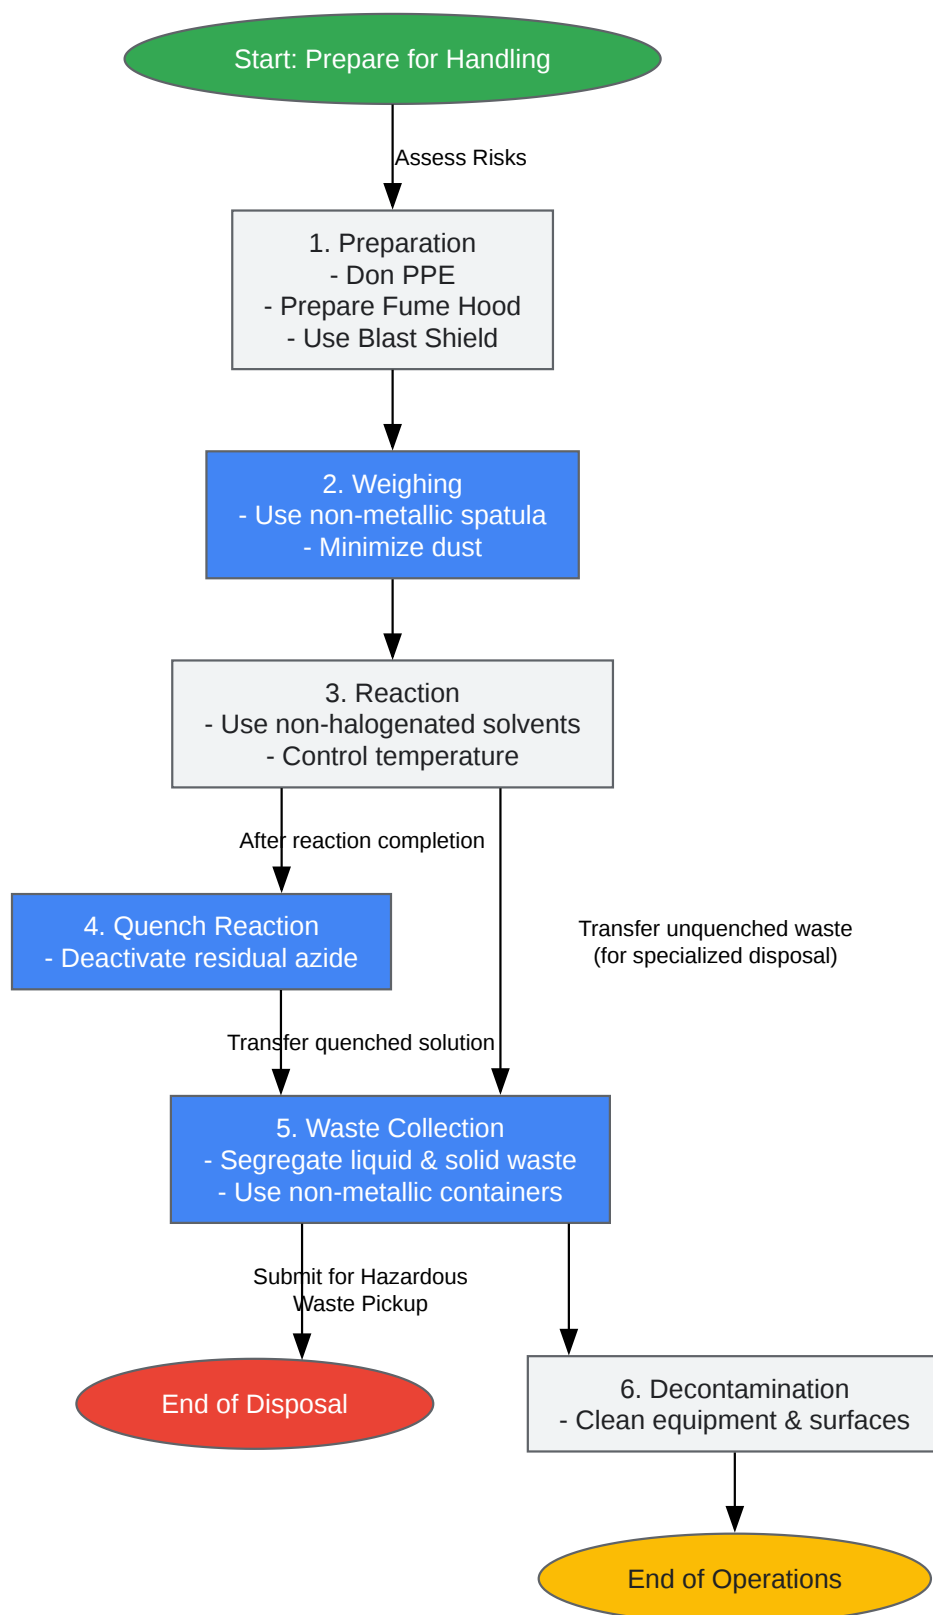 Start: Prepare for Handling
Assess Risks
1. Preparation
- Don PPE
- Prepare Fume Hood
- Use Blast Shield
2. Weighing
- Use non-metallic spatula
- Minimize dust
3. Reaction
- Use non-halogenated solvents
- Control temperature
After reaction completion
4. Quench Reaction
- Deactivate residual azide
Transfer unquenched waste
(for specialized disposal)
Transfer quenched solution
5. Waste Collection
- Segregate liquid & solid waste
- Use non-metallic containers
Submit for Hazardous
Waste Pickup
End of Disposal
6. Decontamination
- Clean equipment & surfaces
End of Operations